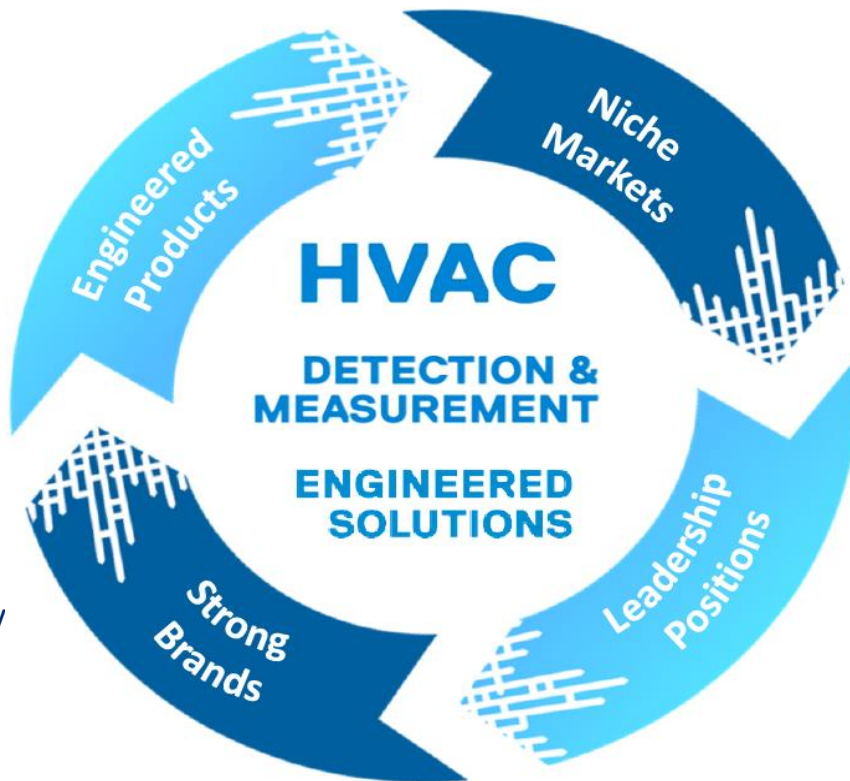 Engineered
Products
Niche
Markets
HVAC
DETECTION &
MEASUREMENT
ENGINEERED
SOLUTIONS
Leadership
Positions
Strong
Brands